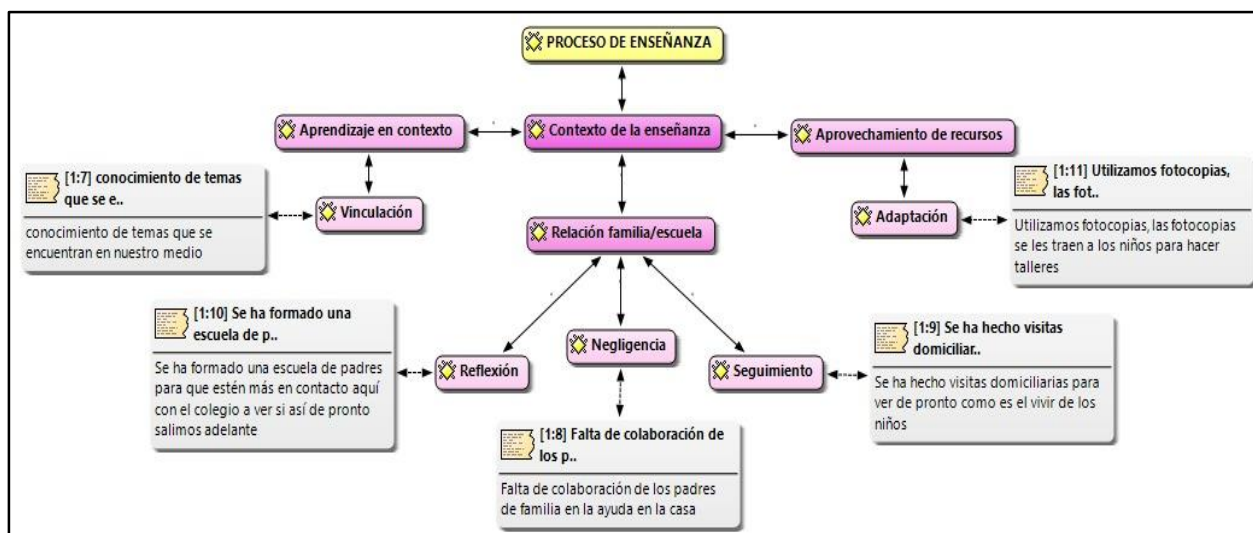 PROCESO DE ENSEÑANZA
Aprendizaje en contexto
Contexto de la enseñanza
Aprovechamiento de recursos
[1:7] conocimiento de temas
que se e..
conocimiento de temas que se
encuentran en nuestro medio
Vinculación
Relación familia/escuela
Adaptación
[1:11] Utilizamos fotocopias,
las fot..
Utilizamos fotocopias, las fotocopias
se les traen a los niños para hacer
talleres
[1:10] Se ha formado una
escuela de p..
Se ha formado una escuela de padres
para que estén más en contacto aquí
con el colegio a ver si así de pronto
salimos adelante
Reflexión
Negligencia
Seguimiento
[1:9] Se ha hecho visitas
domiciliar..
Se ha hecho visitas domiciliarias para
ver de pronto como es el vivir de los
niños
[1:8] Falta de colaboración de
los p..
Falta de colaboración de los padres
de familia en la ayuda en la casa